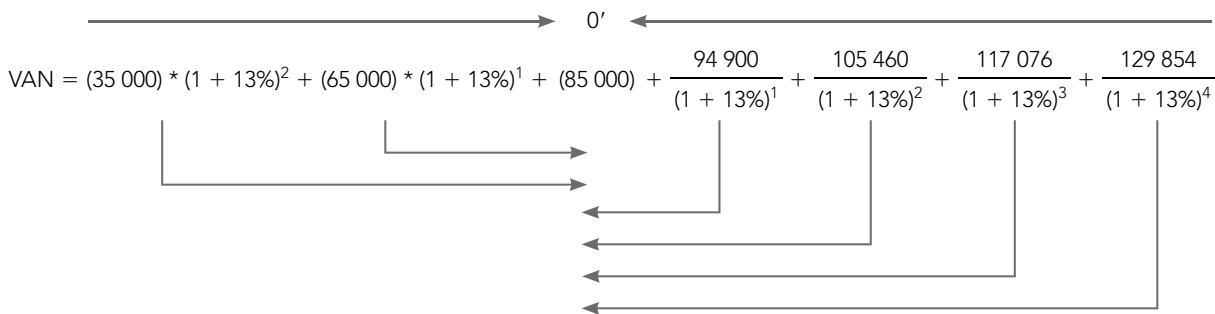 0′
VAN = (35 000) * (1 + 13%)² + (65 000) * (1 + 13%)¹ + (85 000) + 94 900 / (1 + 13%)¹ + 105 460 / (1 + 13%)² + 117 076 / (1 + 13%)³ + 129 854 / (1 + 13%)⁴